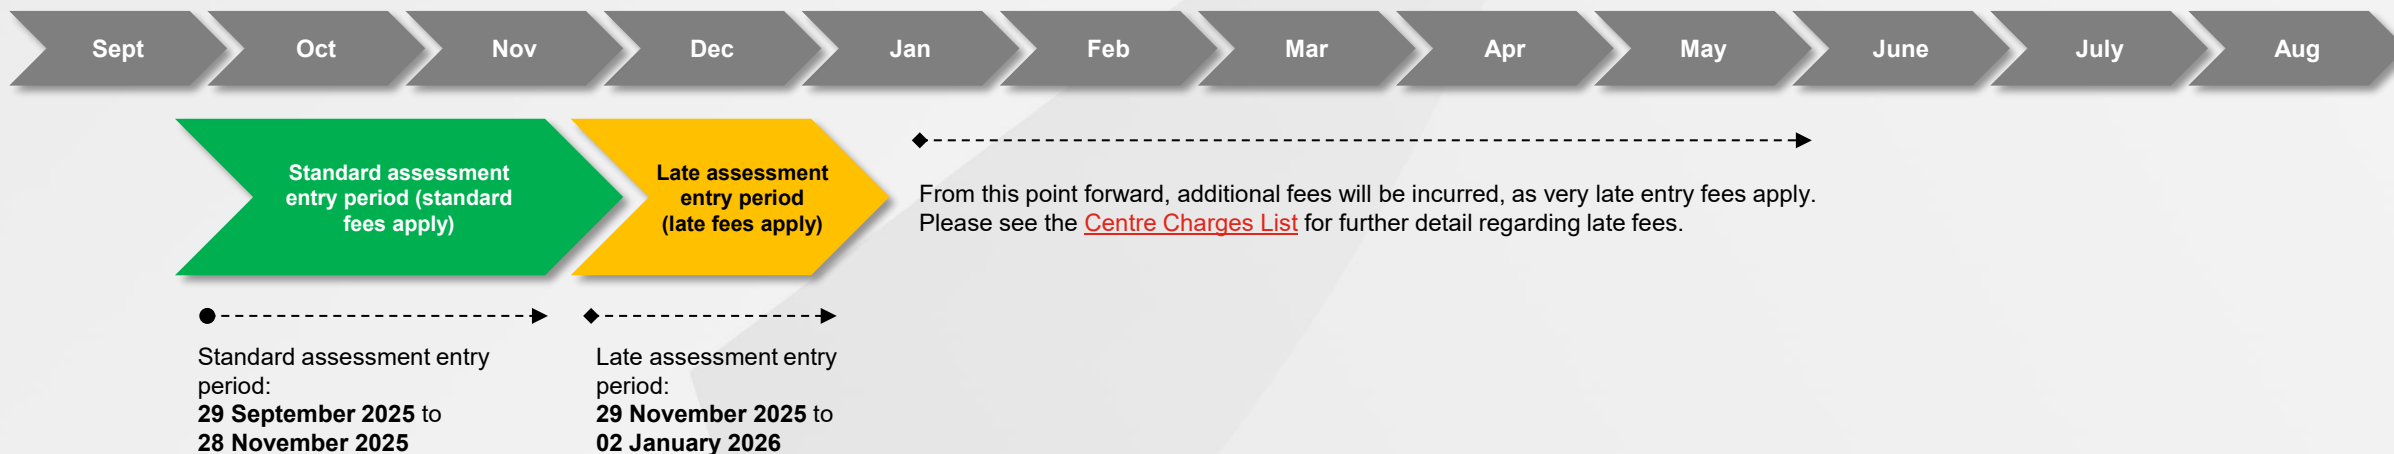 Sept
Oct
Nov
Dec
Jan
Feb
Mar
Apr
May
June
July
Aug
Standard assessment
entry period (standard
fees apply)
Late assessment
entry period
(late fees apply)
From this point forward, additional fees will be incurred, as very late entry fees apply.
Please see the Centre Charges List for further detail regarding late fees.
Standard assessment entry
period:
29 September 2025 to
28 November 2025
Late assessment entry
period:
29 November 2025 to
02 January 2026